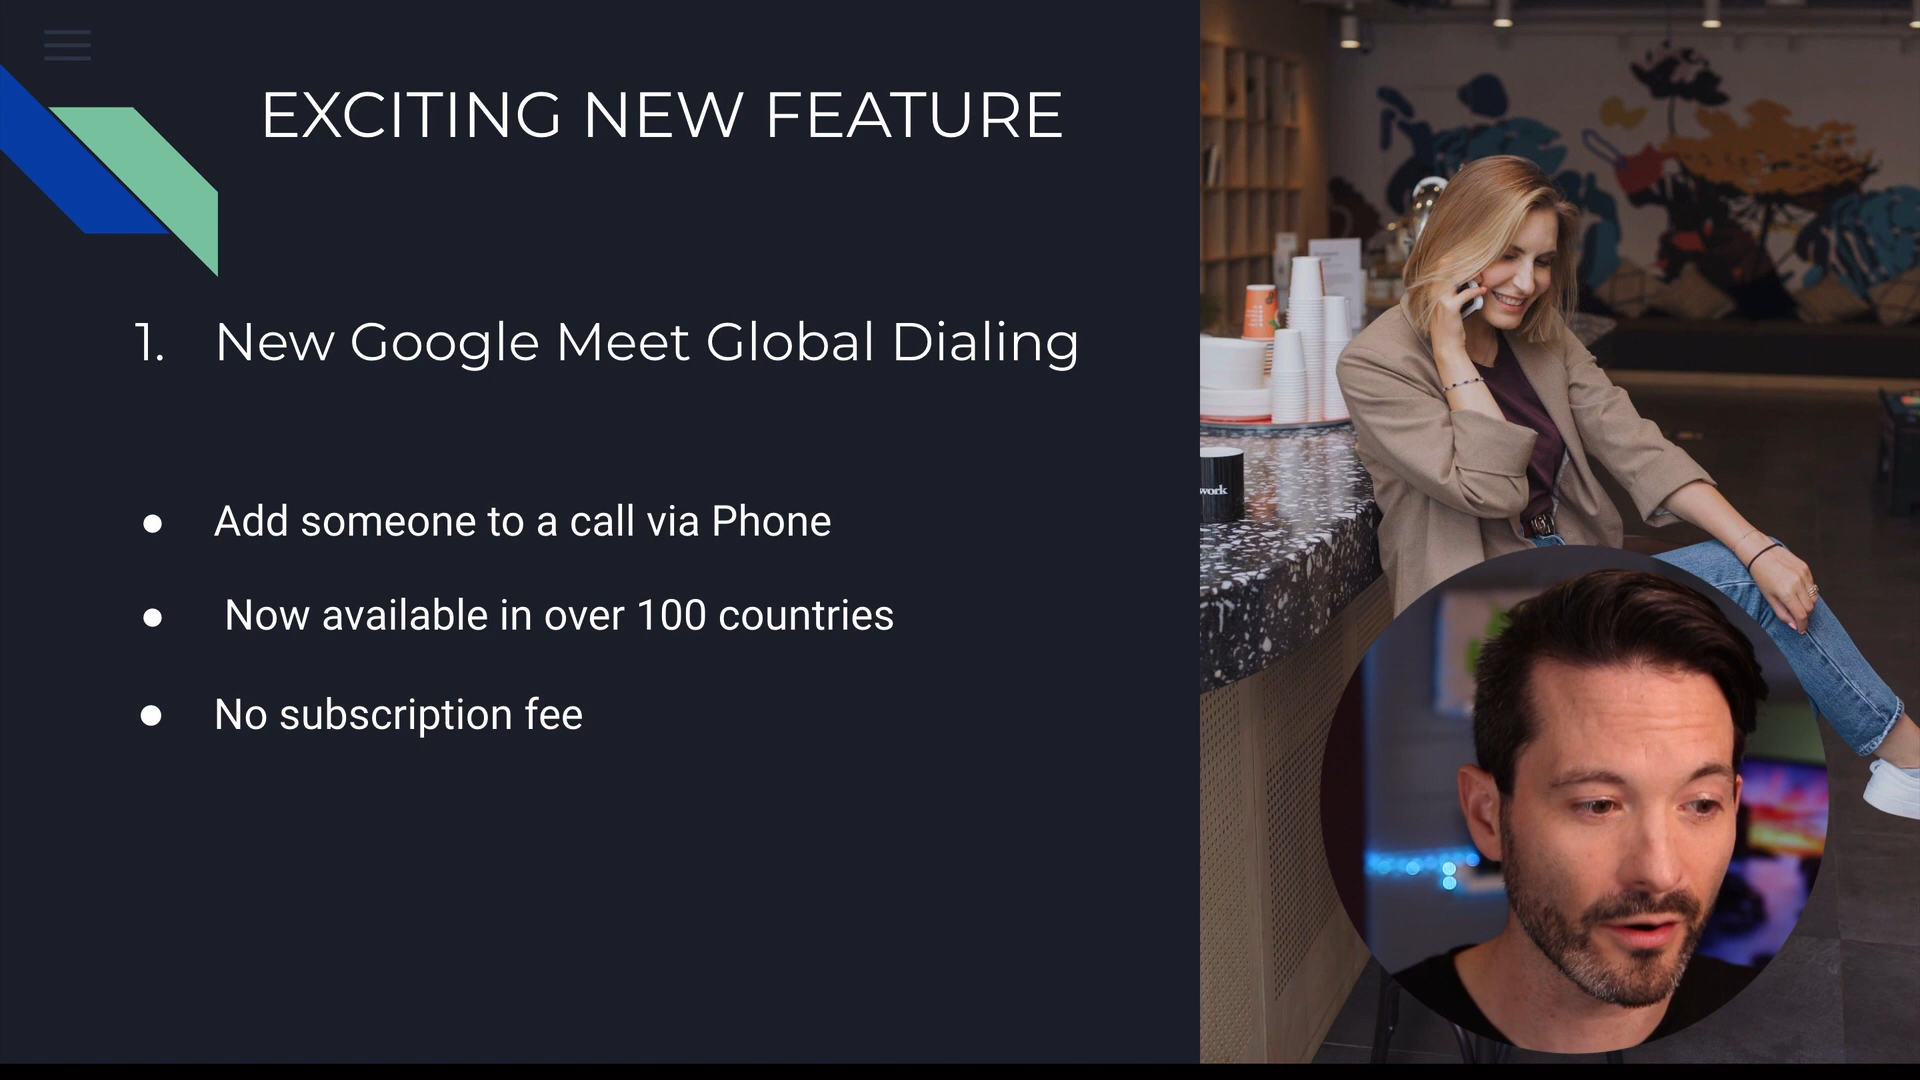 EXCITING NEW FEATURE
1. New Google Meet Global Dialing
● Add someone to a call via Phone
● Now available in over 100 countries
● No subscription fee
work